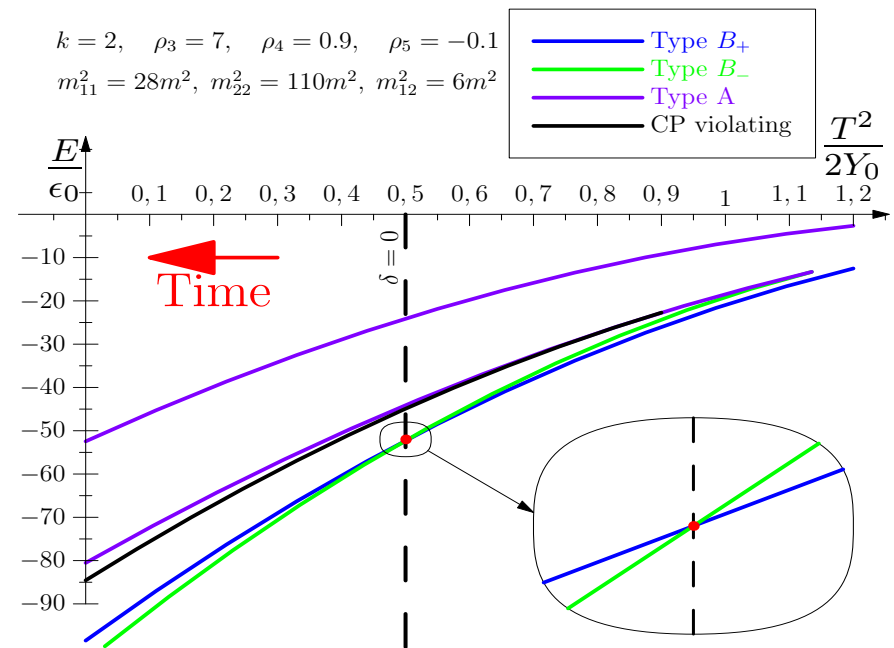 k = 2, ρ₃ = 7, ρ₄ = 0.9, ρ₅ = −0.1
m²₁₁ = 28m², m²₂₂ = 110m², m²₁₂ = 6m²
Type B₊
Type B₋
Type A
CP violating
E/ϵ₀
T²/2Y₀
0, 1 0, 2 0, 3 0, 4 0, 5 0, 6 0, 7 0, 8 0, 9 1 1, 1 1, 2
δ = 0
Time
−10
−20
−30
−40
−50
−60
−70
−80
−90